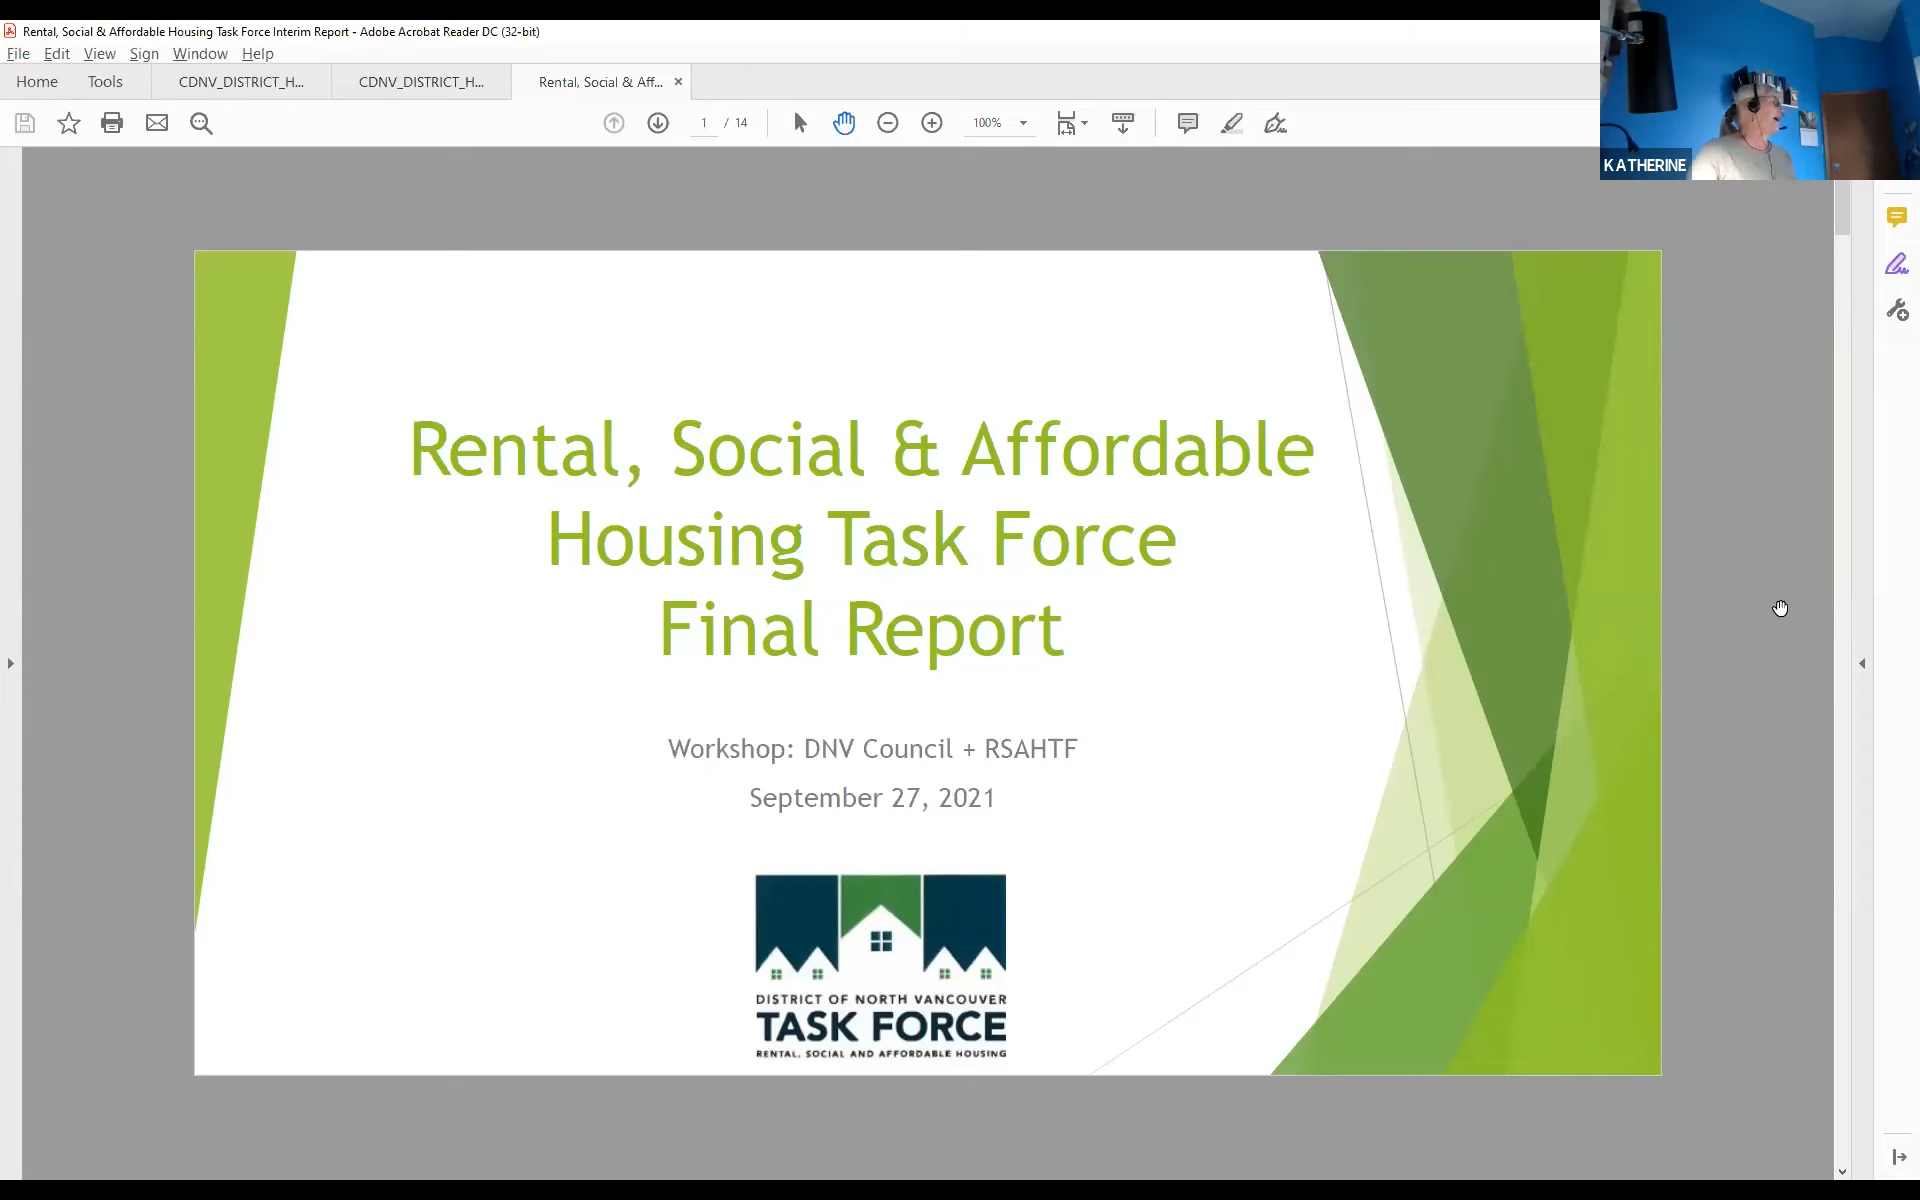 Rental, Social & Affordable Housing Task Force Interim Report - Adobe Acrobat Reader DC (32-bit)
File Edit View Sign Window Help
Home Tools CDNV_DISTRICT_H... CDNV_DISTRICT_H... Rental, Social & Aff... ×
1 / 14 100%
KATHERINE
Rental, Social & Affordable
Housing Task Force
Final Report
Workshop: DNV Council + RSAHTF
September 27, 2021
DISTRICT OF NORTH VANCOUVER
TASK FORCE
RENTAL, SOCIAL AND AFFORDABLE HOUSING